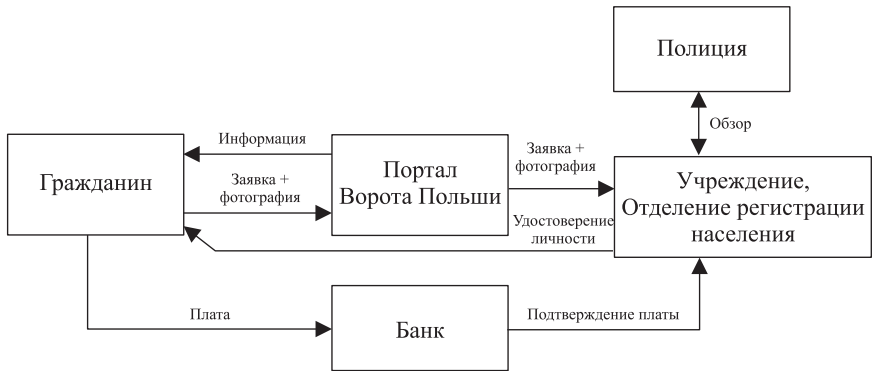 Полиция
Обзор
Информация
Гражданин
Заявка +
фотография
Портал
Ворота Польши
Заявка +
фотография
Учреждение,
Отделение регистрации
населения
Удостоверение
личности
Плата
Банк
Подтверждение платы